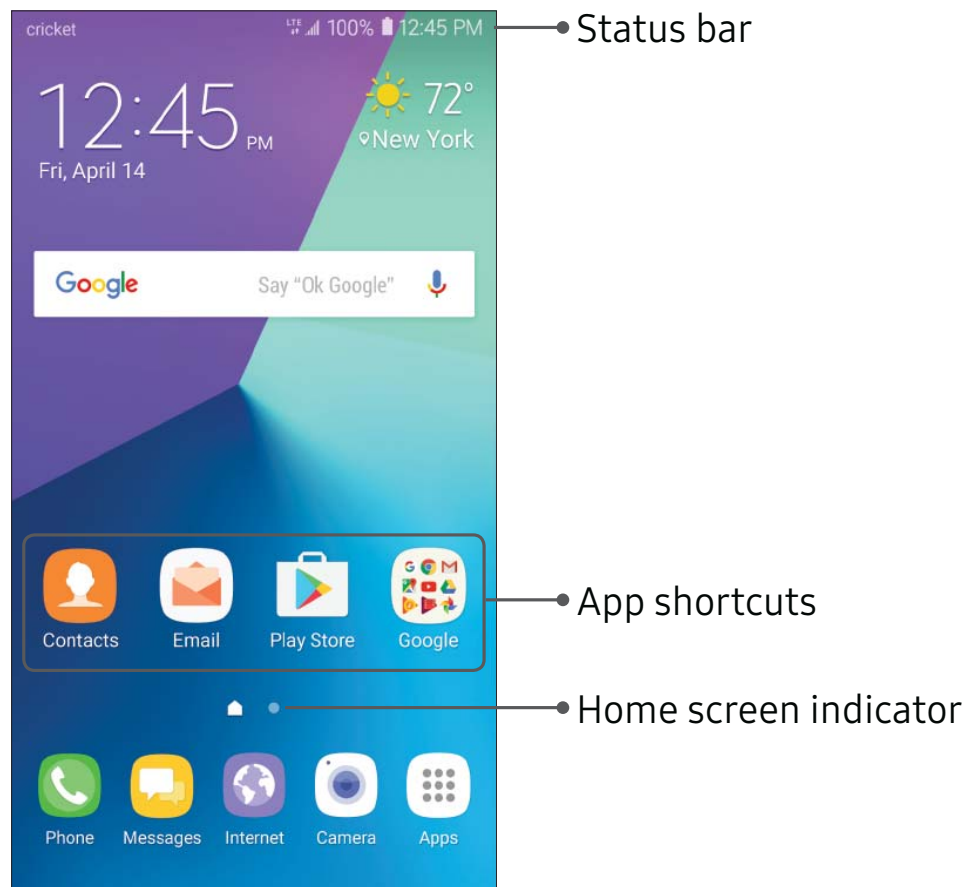 cricket LTE 100% 12:45 PM
Status bar
12:45 PM
72°
New York
Fri, April 14
Google Say “Ok Google”
G M
App shortcuts
Contacts Email Play Store Google
Home screen indicator
Phone Messages Internet Camera Apps